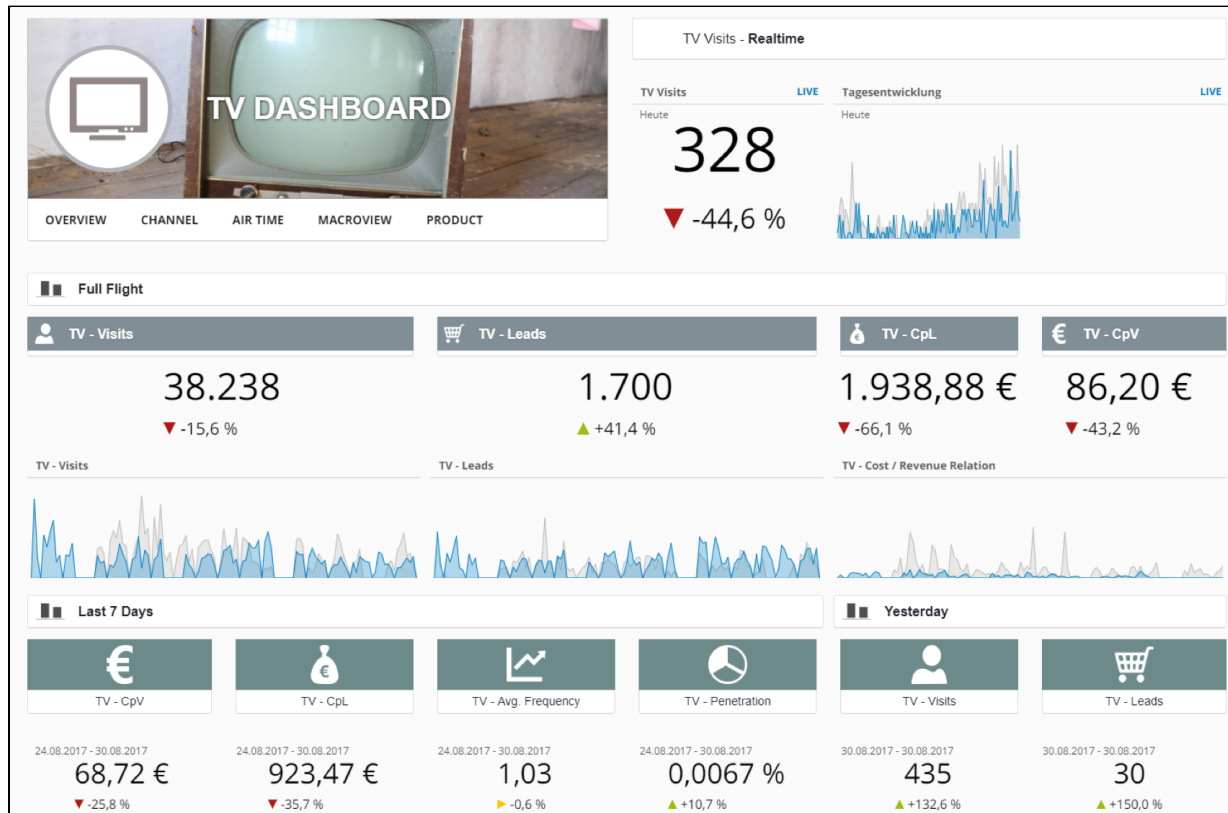 TV DASHBOARD
OVERVIEW CHANNEL AIR TIME MACROVIEW PRODUCT
TV Visits - Realtime
TV Visits LIVE
Heute
328
▼ -44,6 %
Tagesentwicklung LIVE
Heute
Full Flight
TV - Visits
38.238
▼ -15,6 %
TV - Leads
1.700
▲ +41,4 %
€
TV - CpL
1.938,88 €
▼ -66,1 %
€ TV - CpV
86,20 €
▼ -43,2 %
TV - Visits
TV - Leads
TV - Cost / Revenue Relation
Last 7 Days
€
TV - CpV
24.08.2017 - 30.08.2017
68,72 €
▼ -25,8 %
€
TV - CpL
24.08.2017 - 30.08.2017
923,47 €
▼ -35,7 %
TV - Avg. Frequency
24.08.2017 - 30.08.2017
1,03
► -0,6 %
TV - Penetration
24.08.2017 - 30.08.2017
0,0067 %
▲ +10,7 %
Yesterday
TV - Visits
30.08.2017 - 30.08.2017
435
▲ +132,6 %
TV - Leads
30.08.2017 - 30.08.2017
30
▲ +150,0 %